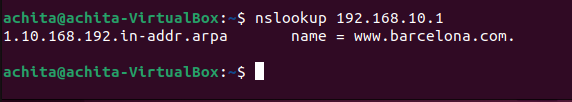 achita@achita-VirtualBox:~$ nslookup 192.168.10.1
1.10.168.192.in-addr.arpa       name = www.barcelona.com.

achita@achita-VirtualBox:~$